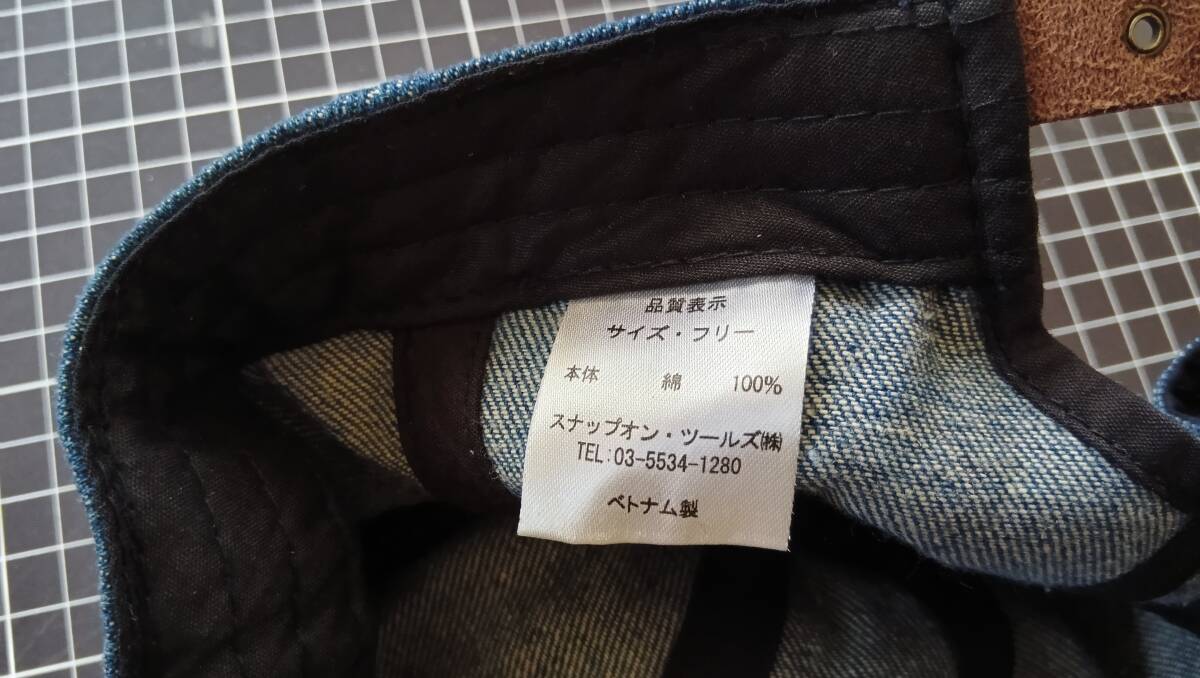 品質表示
サイズ・フリー
本体 綿 100%
スナップオン・ツールズ㈱
TEL:03-5534-1280
ベトナム製